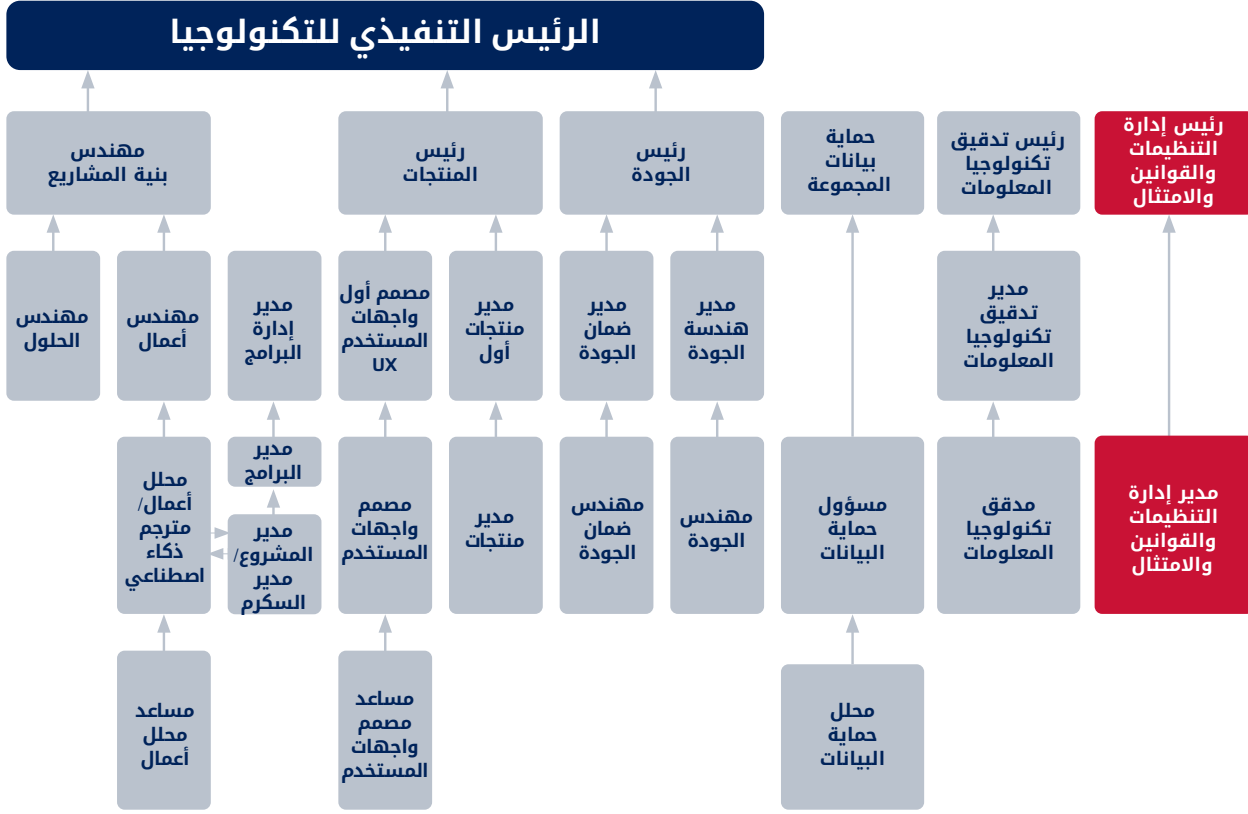 الرئيس التنفيذي للتكنولوجيا
رئيس إدارة
التنظيمات
والقوانين
والامتثال
رئيس تدقيق
تكنولوجيا
المعلومات
حماية
بيانات
المجموعة
رئيس
الجودة
رئيس
المنتجات
مهندس
بنية المشاريع
مدير
تدقيق
تكنولوجيا
المعلومات
مدير
هندسة
الجودة
مدير
ضمان
الجودة
مدير
منتجات
أول
مصمم أول
واجهات
المستخدم
UX
مدير
إدارة
البرامج
مهندس
أعمال
مهندس
الحلول
مدير إدارة
التنظيمات
والقوانين
والامتثال
مدقق
تكنولوجيا
المعلومات
مسؤول
حماية
البيانات
مهندس
الجودة
مهندس
ضمان
الجودة
مدير
منتجات
مصمم
واجهات
المستخدم
مدير
البرامج
مدير
المشروع/
مدير
السكرم
محلل
أعمال/
مترجم
ذكاء
اصطناعي
محلل
حماية
البيانات
مساعد
مصمم
واجهات
المستخدم
مساعد
محلل
أعمال